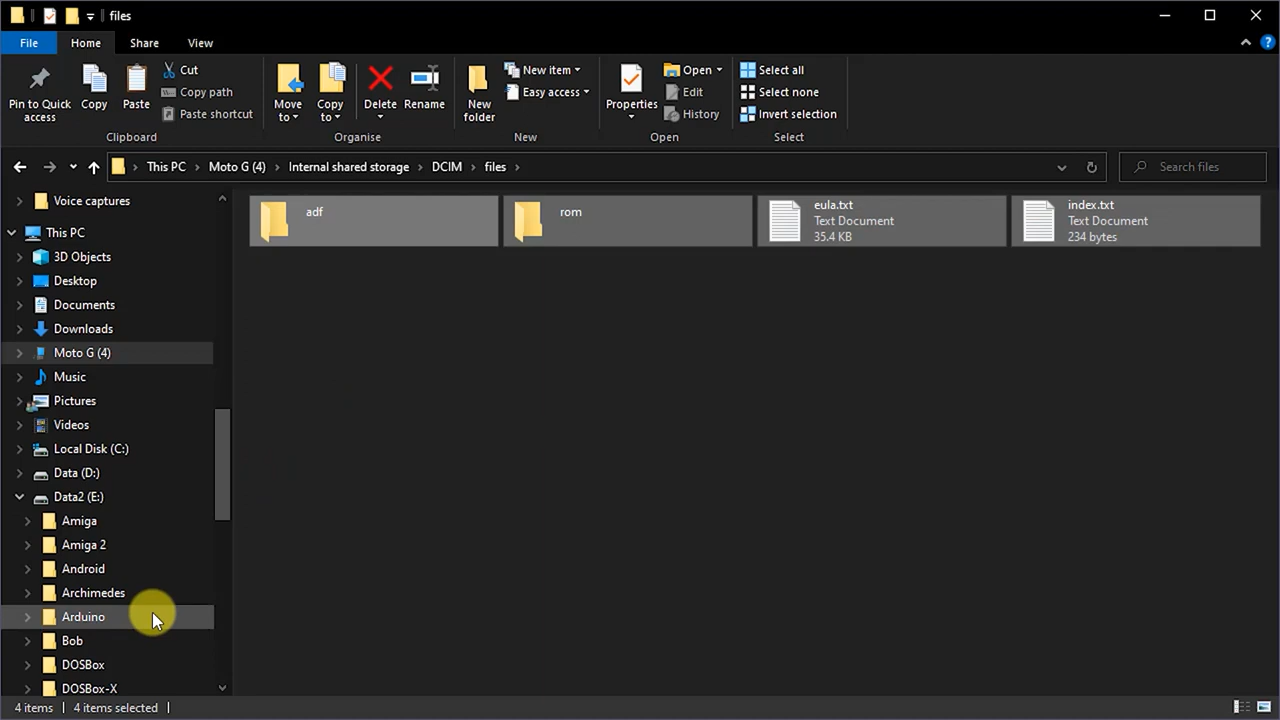 files
File
Home
Share
View
Pin to Quick
access
Copy
Paste
Cut
Copy path
Paste shortcut
Clipboard
Move
to
Copy
to
Delete
Rename
Organise
New
folder
New item
Easy access
New
Properties
Open
Edit
History
Open
Select all
Select none
Invert selection
Select
This PC
Moto G (4)
Internal shared storage
DCIM
files
Search files
Voice captures
This PC
3D Objects
Desktop
Documents
Downloads
Moto G (4)
Music
Pictures
Videos
Local Disk (C:)
Data (D:)
Data2 (E:)
Amiga
Amiga 2
Android
Archimedes
Arduino
Bob
DOSBox
DOSBox-X
adf
rom
eula.txt
Text Document
35.4 KB
index.txt
Text Document
234 bytes
4 items
4 items selected